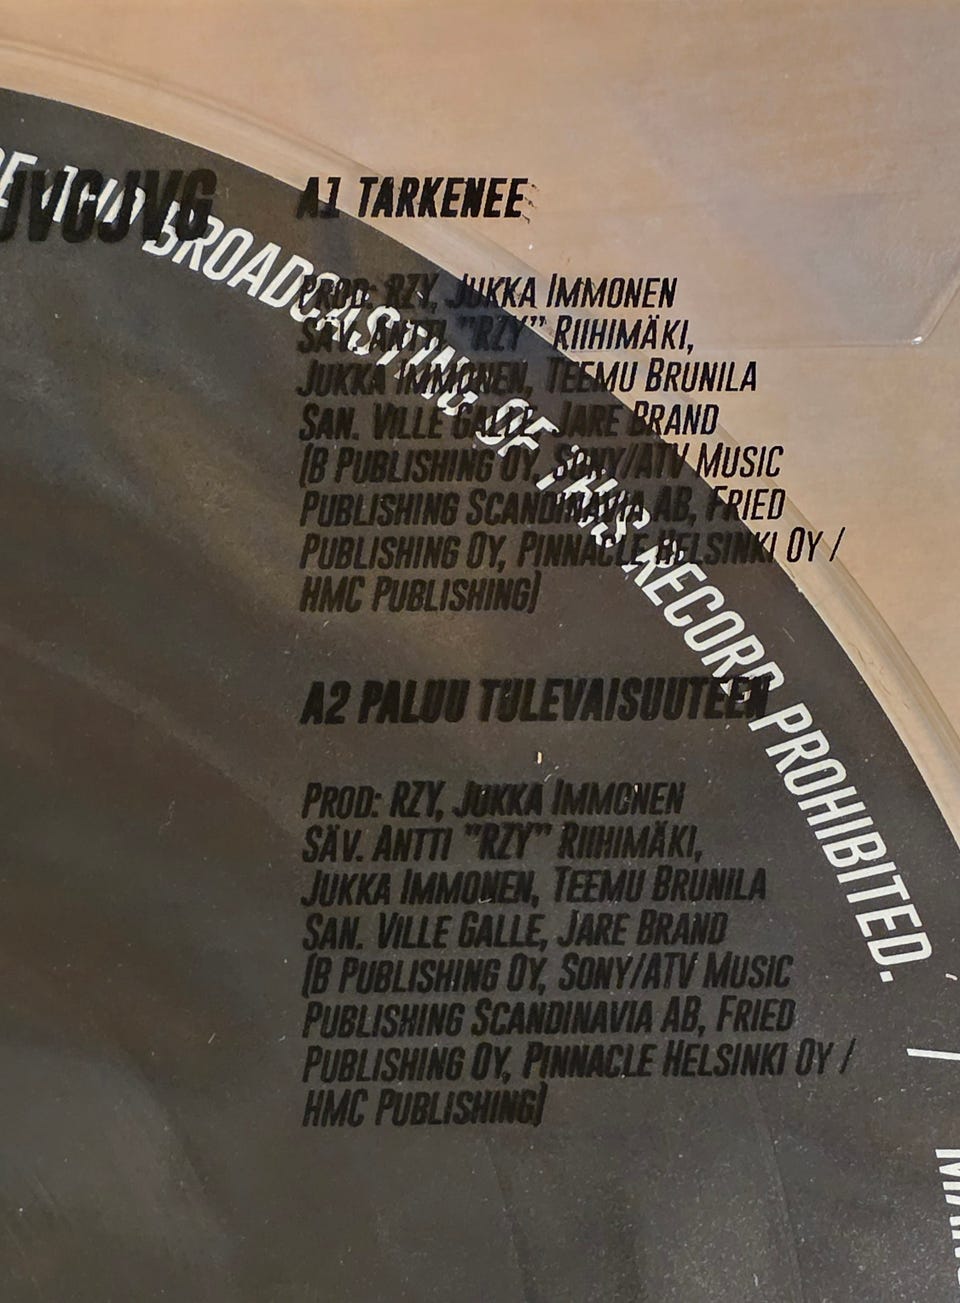 JVGJVG
BROADCASTING OF THIS RECORD PROHIBITED.
/
A1 TARKENEE
PROD: RZY, JUKKA IMMONEN
SÄV. ANTTI "RZY" RIIHIMÄKI,
JUKKA IMMONEN, TEEMU BRUNILA
SAN. VILLE GALLE, JARE BRAND
(B PUBLISHING OY, SONY/ATV MUSIC
PUBLISHING SCANDINAVIA AB, FRIED
PUBLISHING OY, PINNACLE HELSINKI OY /
HMC PUBLISHING)
A2 PALUU TULEVAISUUTEEN
PROD: RZY, JUKKA IMMONEN
SÄV. ANTTI "RZY" RIIHIMÄKI,
JUKKA IMMONEN, TEEMU BRUNILA
SAN. VILLE GALLE, JARE BRAND
(B PUBLISHING OY, SONY/ATV MUSIC
PUBLISHING SCANDINAVIA AB, FRIED
PUBLISHING OY, PINNACLE HELSINKI OY /
HMC PUBLISHING)